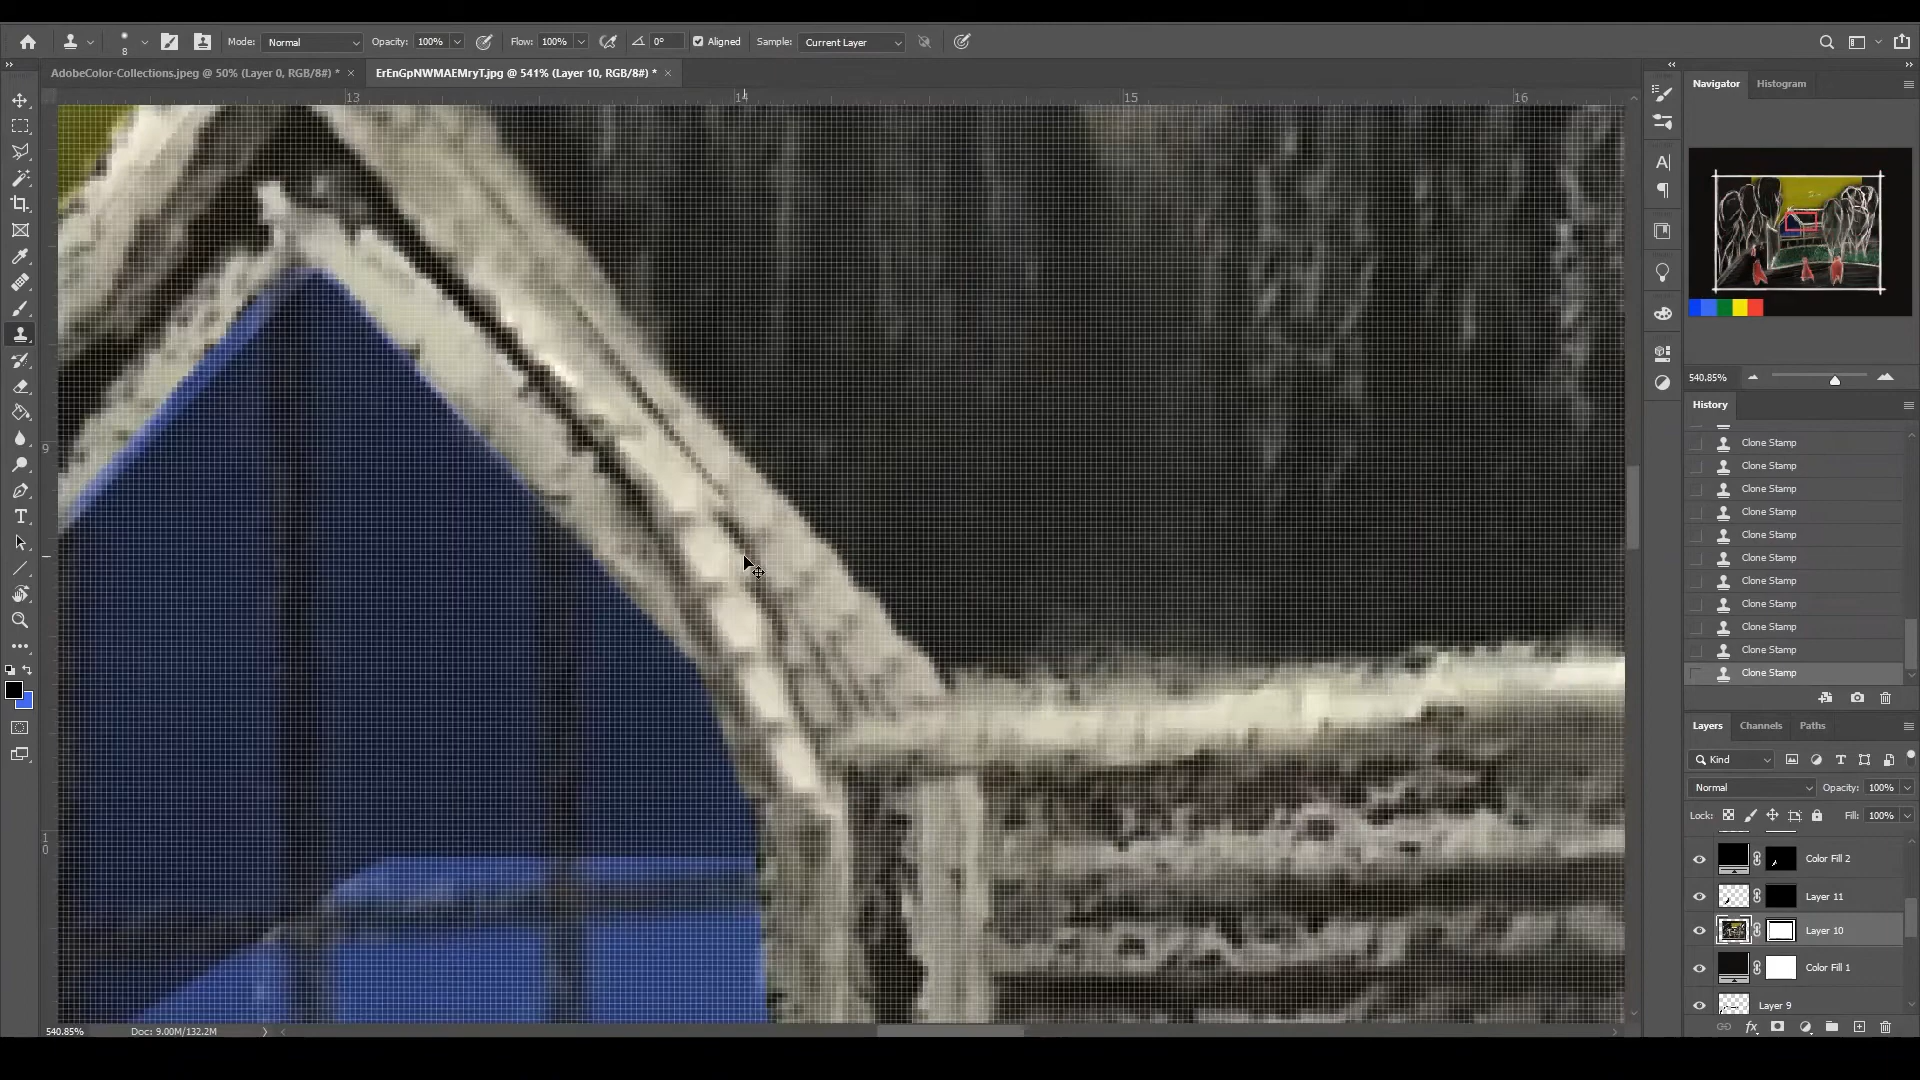 8
Mode: Normal
Opacity: 100%
Flow: 100%
0°
Aligned
Sample: Current Layer
AdobeColor-Collections.jpeg @ 50% (Layer 0, RGB/8#) *
ErEnGpNWMAEMryT.jpg @ 541% (Layer 10, RGB/8#) *
13
14
15
16
9
1
0
Navigator
Histogram
540.85%
History
Clone Stamp
Clone Stamp
Clone Stamp
Clone Stamp
Clone Stamp
Clone Stamp
Clone Stamp
Clone Stamp
Clone Stamp
Clone Stamp
Clone Stamp
Layers
Channels
Paths
Kind
Normal
Opacity: 100%
Lock:
Fill: 100%
Color Fill 2
Layer 11
Layer 10
Color Fill 1
Layer 9
540.85%
Doc: 9.00M/132.2M